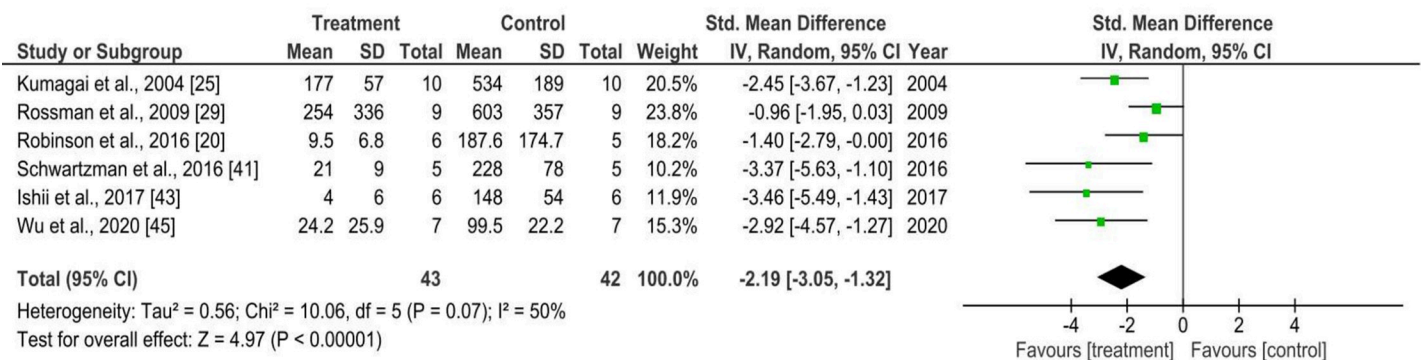 Treatment Control Std. Mean Difference Std. Mean Difference
Study or Subgroup Mean SD Total Mean SD Total Weight IV, Random, 95% CI Year IV, Random, 95% CI
Kumagai et al., 2004 [25] 177 57 10 534 189 10 20.5% -2.45 [-3.67, -1.23] 2004
Rossman et al., 2009 [29] 254 336 9 603 357 9 23.8% -0.96 [-1.95, 0.03] 2009
Robinson et al., 2016 [20] 9.5 6.8 6 187.6 174.7 5 18.2% -1.40 [-2.79, -0.00] 2016
Schwartzman et al., 2016 [41] 21 9 5 228 78 5 10.2% -3.37 [-5.63, -1.10] 2016
Ishii et al., 2017 [43] 4 6 6 148 54 6 11.9% -3.46 [-5.49, -1.43] 2017
Wu et al., 2020 [45] 24.2 25.9 7 99.5 22.2 7 15.3% -2.92 [-4.57, -1.27] 2020
Total (95% CI) 43 42 100.0% -2.19 [-3.05, -1.32]
Heterogeneity: Tau² = 0.56; Chi² = 10.06, df = 5 (P = 0.07); I² = 50%
Test for overall effect: Z = 4.97 (P < 0.00001)
-4 -2 0 2 4
Favours [treatment] Favours [control]